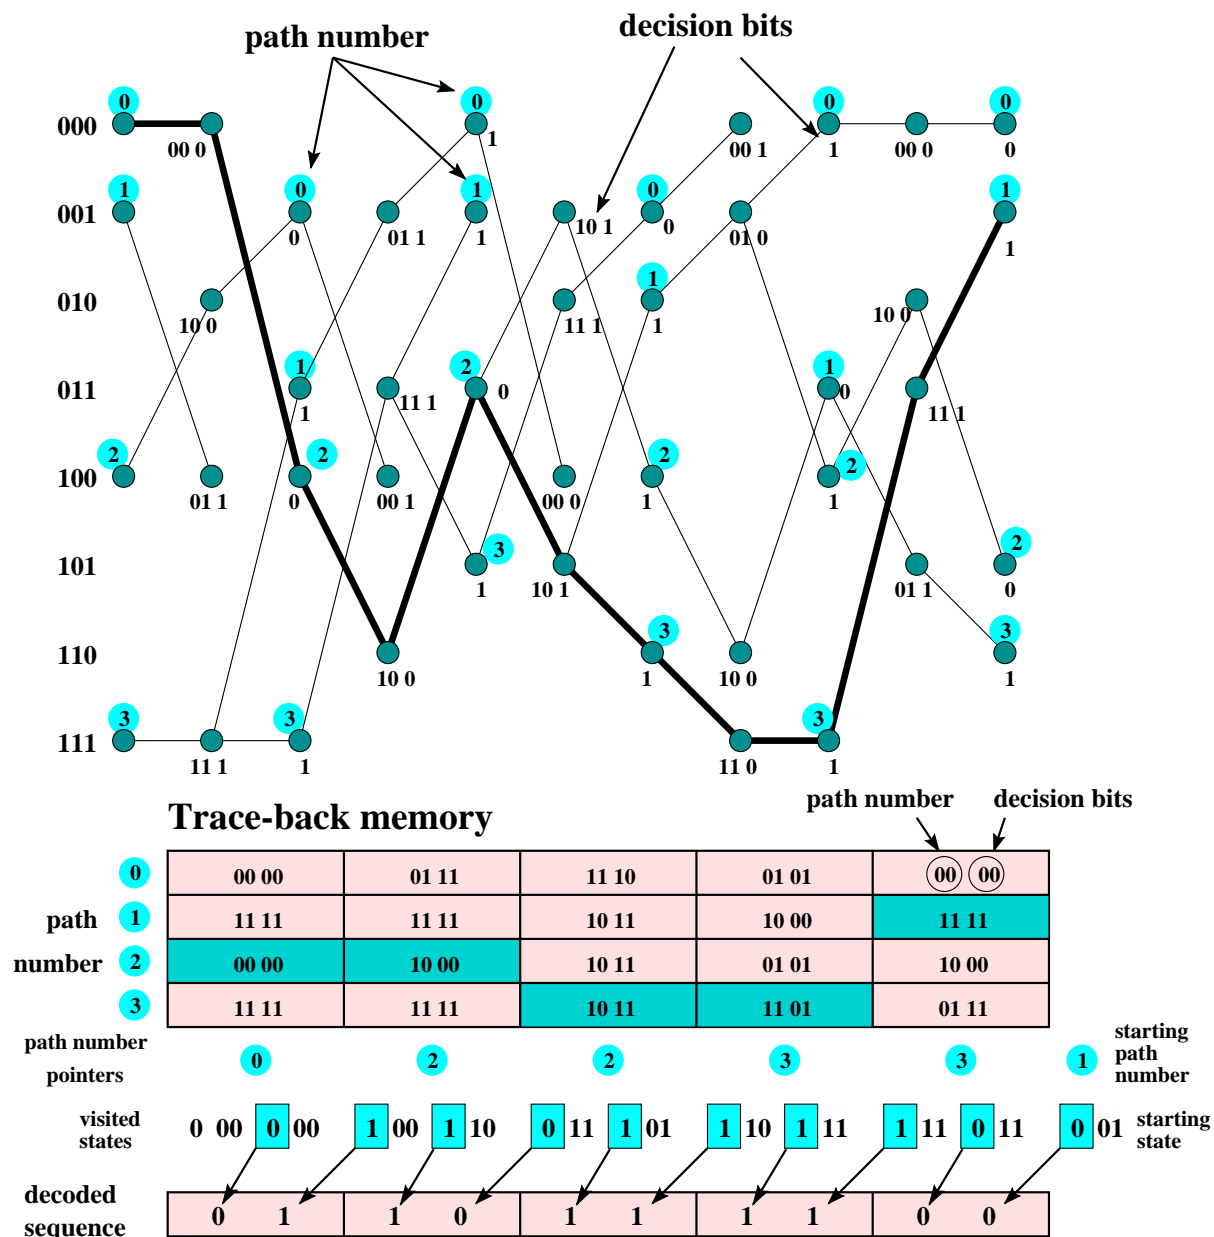 path number
decision bits
0 0 0 0
000
1
00 0
00 1 1 00 0 0
1 0 1 0 1
001
0
01 1
1
10 1
0
01 0
1
1
010
10 0
11 1
1
10 0
1 2 1
011
1
11 1
0
0
11 1
2 2 2 2
100
01 1
0
00 1
00 0
1
1
3 2
101
1
10 1
01 1
0
3 3
110
10 0
1
10 0
1
3 3 3
111
11 1
1
11 0
1
path number decision bits
Trace-back memory
0 00 00 01 11 11 10 01 01 00 00
path 1 11 11 11 11 10 11 10 00 11 11
number 2 00 00 10 00 10 11 01 01 10 00
3 11 11 11 11 10 11 11 01 01 11
path number
pointers
0 2 2 3 3 1
starting
path
number
visited
states
0 00 0 00 1 00 1 10 0 11 1 01 1 10 1 11 1 11 0 11 0 01
starting
state
decoded
sequence
0 1 1 0 1 1 1 1 0 0